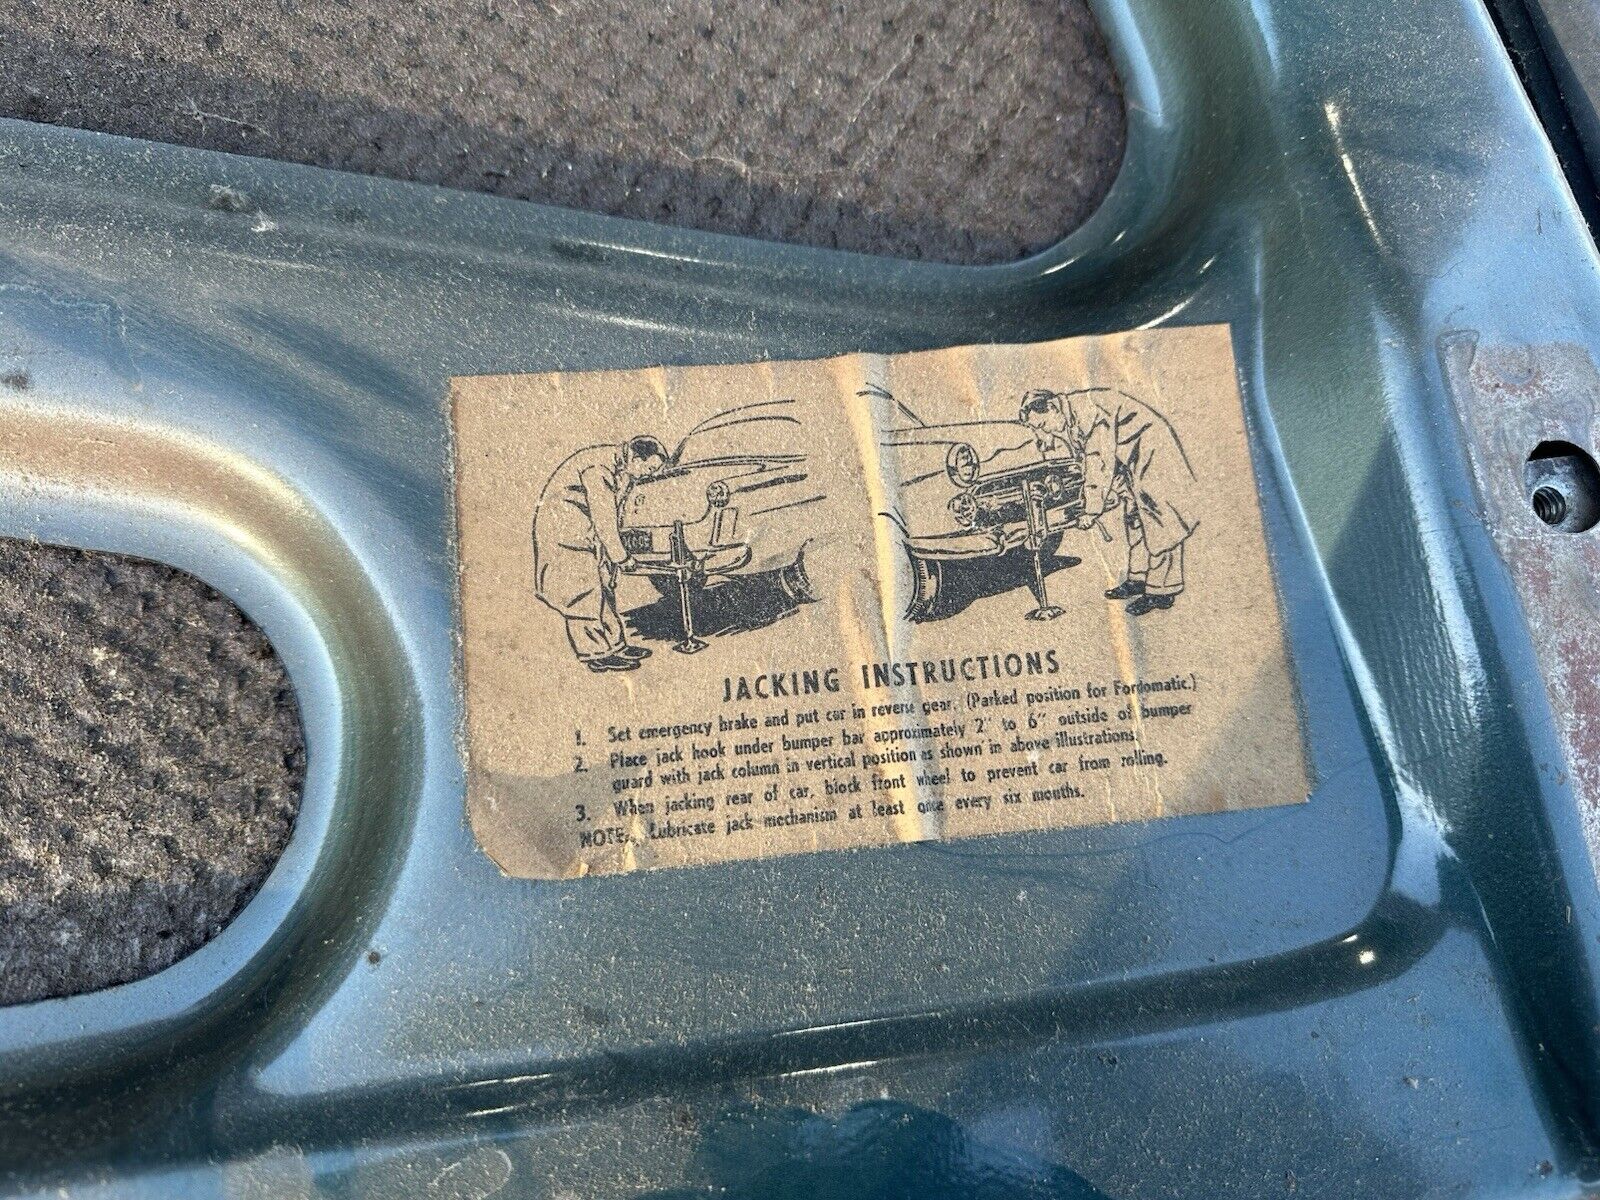 JACKING INSTRUCTIONS
1. Set emergency brake and put car in reverse gear. (Parked position for Fordomatic.)
2. Place jack hook under bumper bar approximately 2" to 6" outside of bumper
guard with jack column in vertical position as shown in above illustrations.
3. When jacking rear of car, block front wheel to prevent car from rolling.
NOTE: Lubricate jack mechanism at least once every six months.